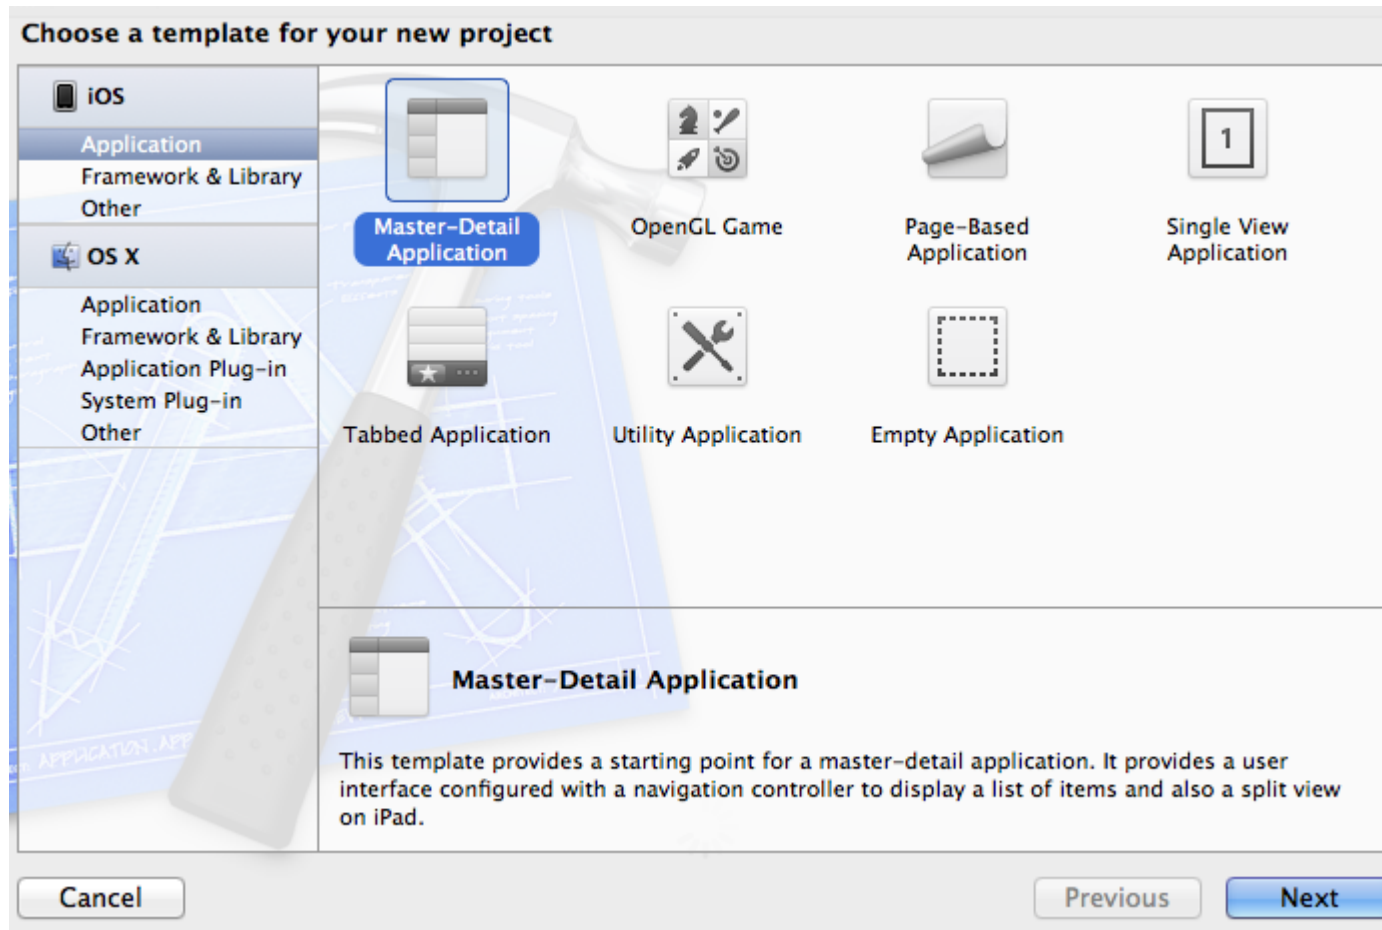 Choose a template for your new project
iOS
Application
Framework & Library
Other
OS X
Application
Framework & Library
Application Plug-in
System Plug-in
Other
Master-Detail
Application
OpenGL Game
Page-Based
Application
Single View
Application
1
Tabbed Application
Utility Application
Empty Application
Master-Detail Application
This template provides a starting point for a master-detail application. It provides a user
interface configured with a navigation controller to display a list of items and also a split view
on iPad.
APPLICATION
Cancel
Previous
Next